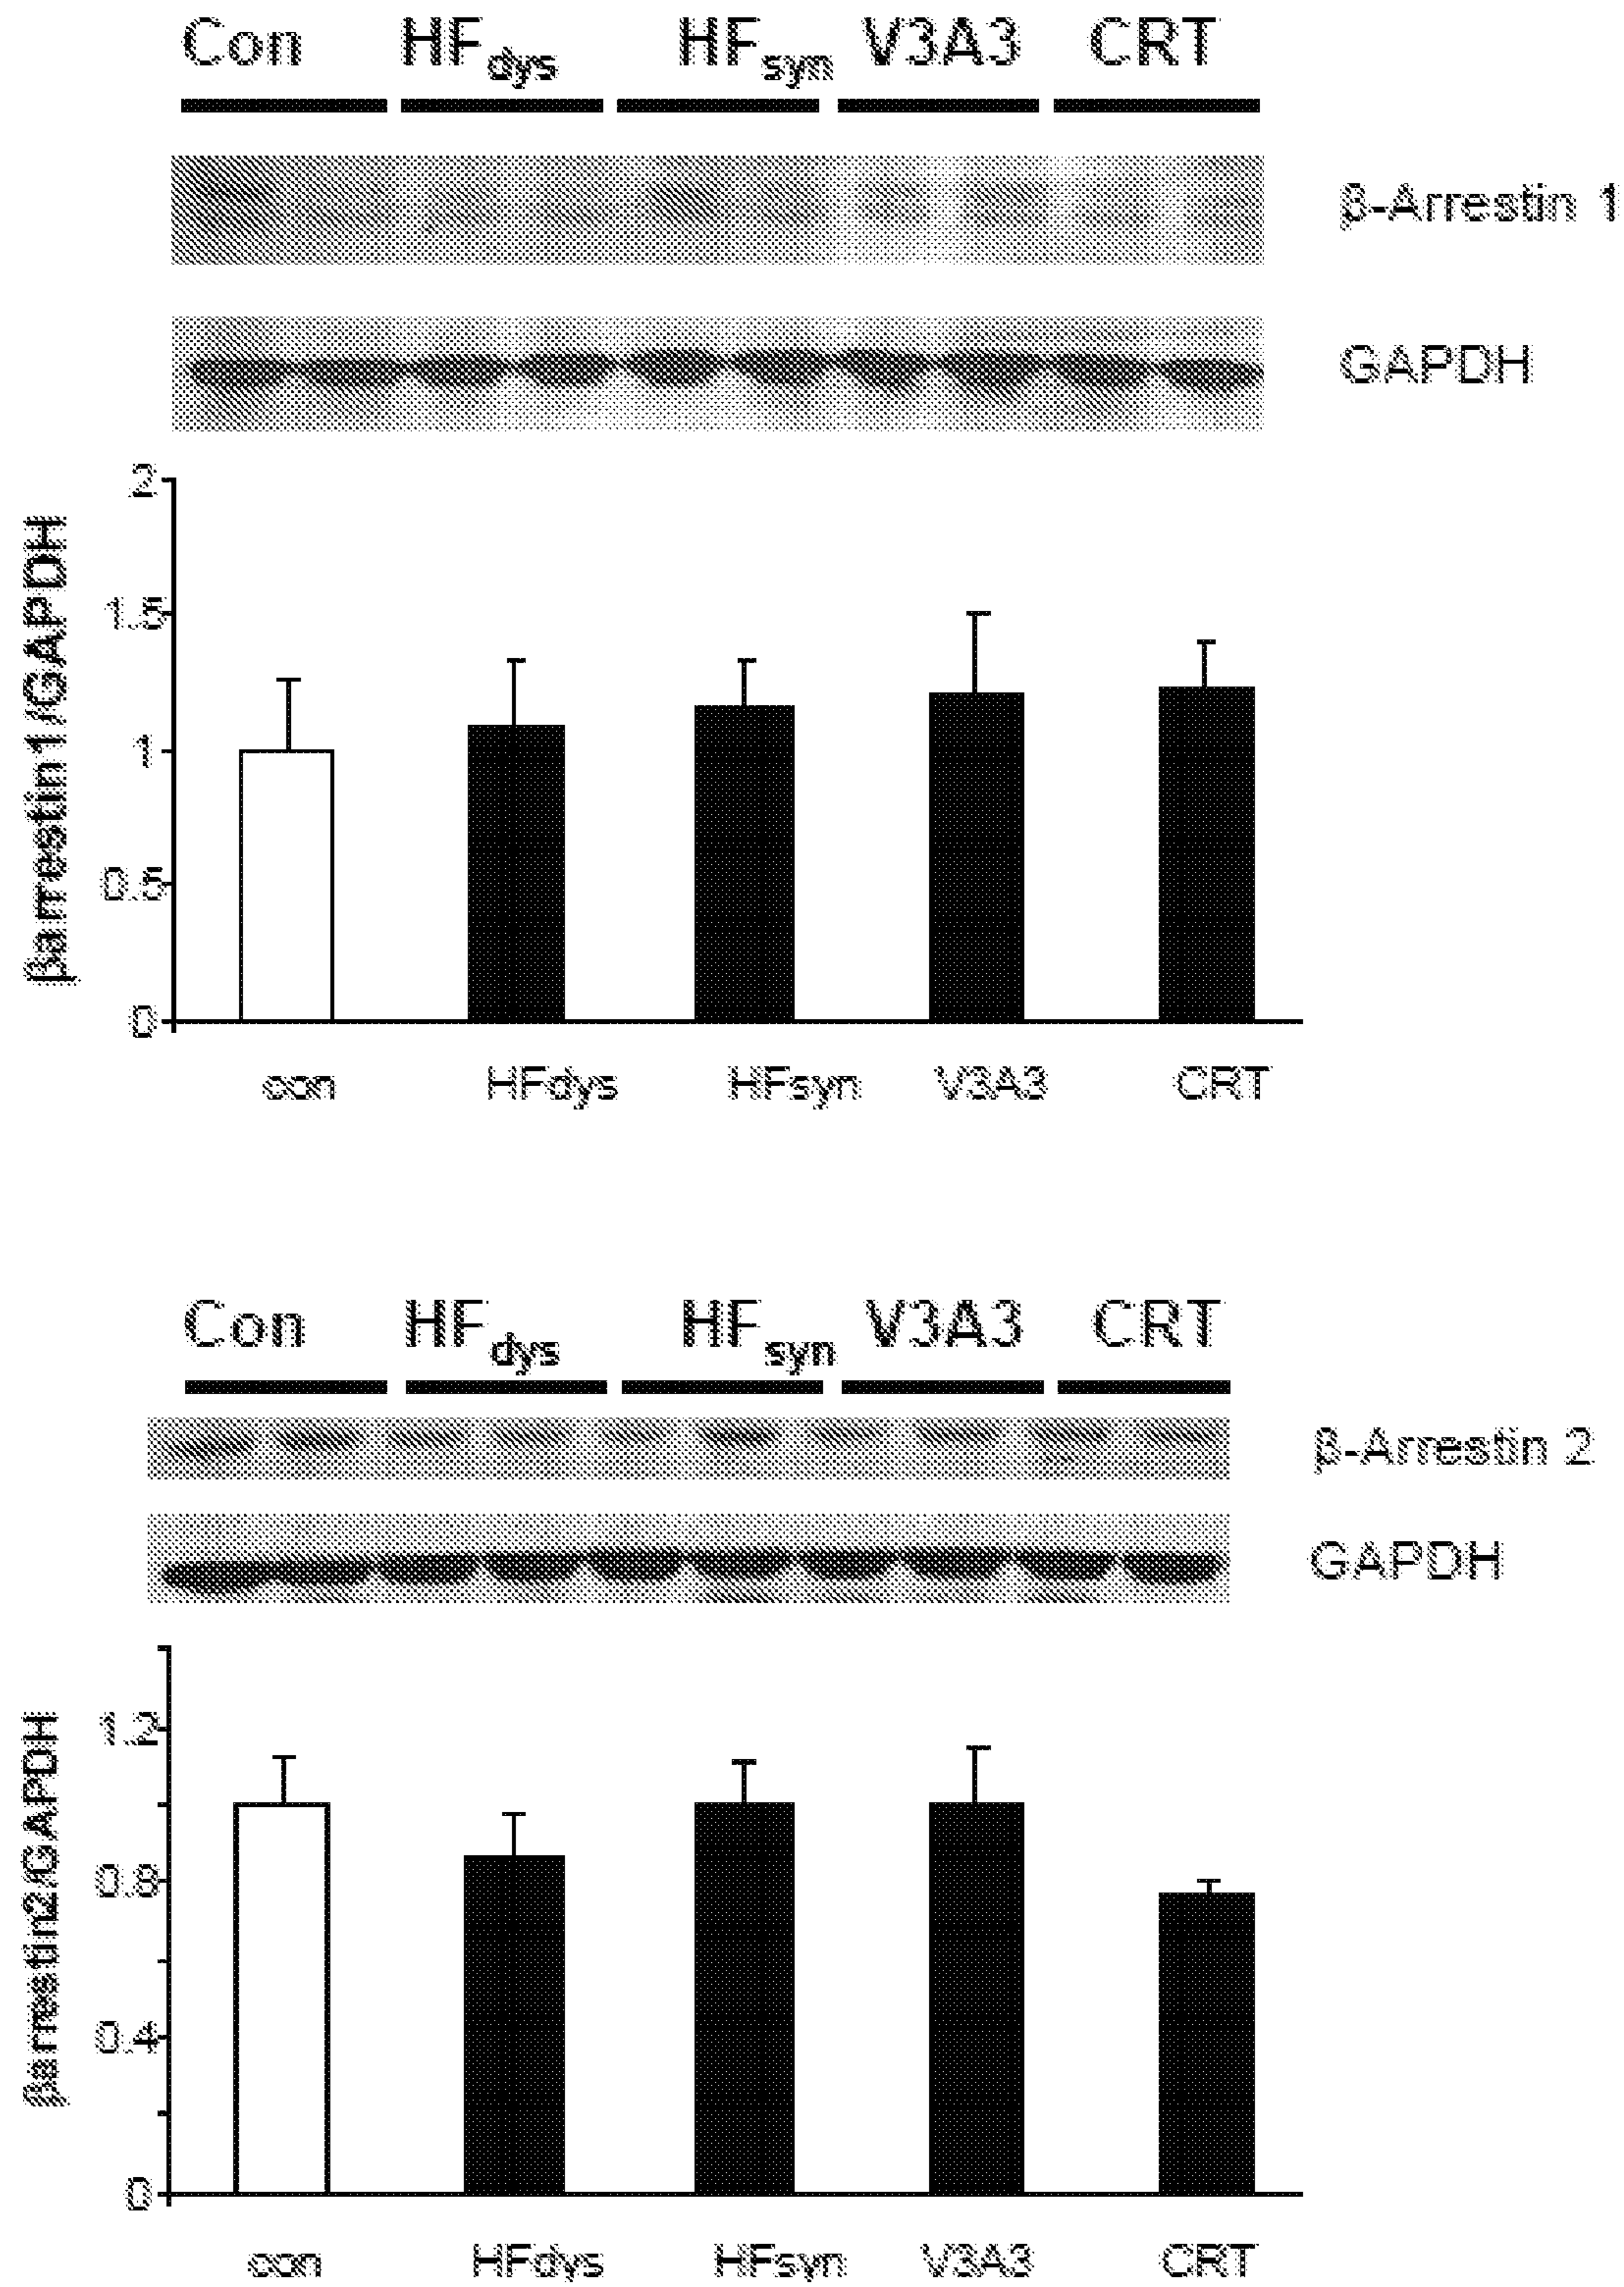 Con HFdys HFsyn V3A3 CRT
β-Arrestin 1
GAPDH
βarrestin1/GAPDH
2
1.5
1
0.5
0
con HFdys HFsyn V3A3 CRT
Con HFdys HFsyn V3A3 CRT
β-Arrestin 2
GAPDH
βarrestin2/GAPDH
1.2
0.8
0.4
0
con HFdys HFsyn V3A3 CRT